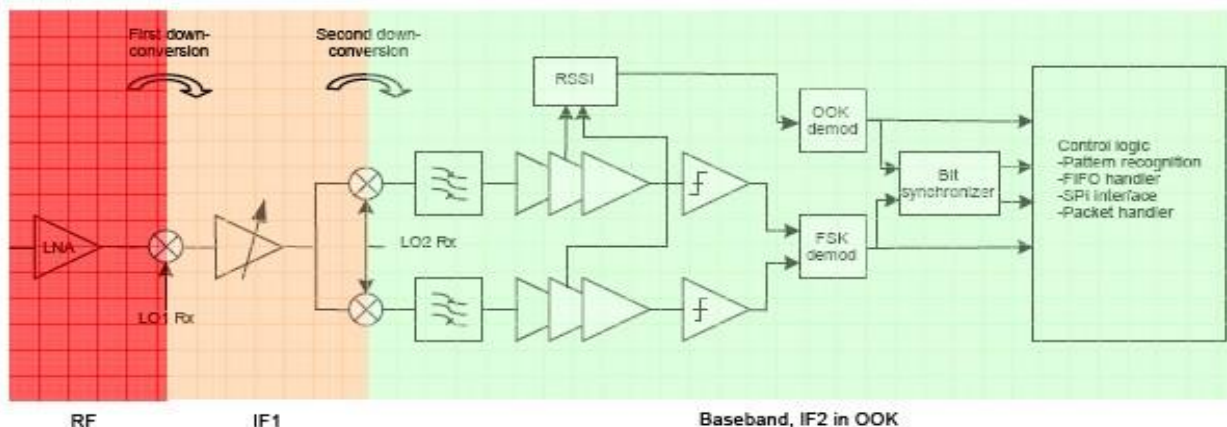 First down-
conversion
Second down-
conversion
RSSI
OOK
demod
Control logic
-Pattern recognition
-FIFO handler
-SPI interface
-Packet handler
Bit
synchronizer
LNA
LO2 Rx
FSK
demod
LO1 Rx
RF
IF1
Baseband, IF2 in OOK